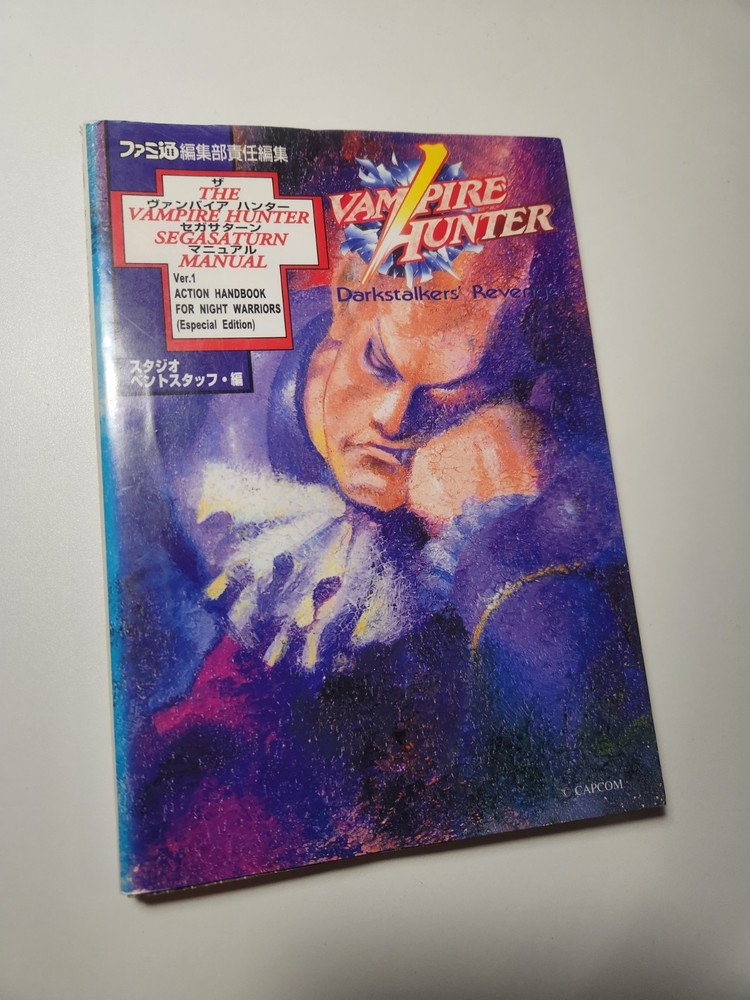 ファミ通編集部責任編集
ザ
THE
ヴァンパイア ハンター
VAMPIRE HUNTER
セガサターン
SEGASATURN
マニュアル
MANUAL
Ver.1
ACTION HANDBOOK
FOR NIGHT WARRIORS
(Especial Edition)
スタジオ
ベントスタッフ・編
VAMPIRE
HUNTER
Darkstalkers' Revenge
© CAPCOM